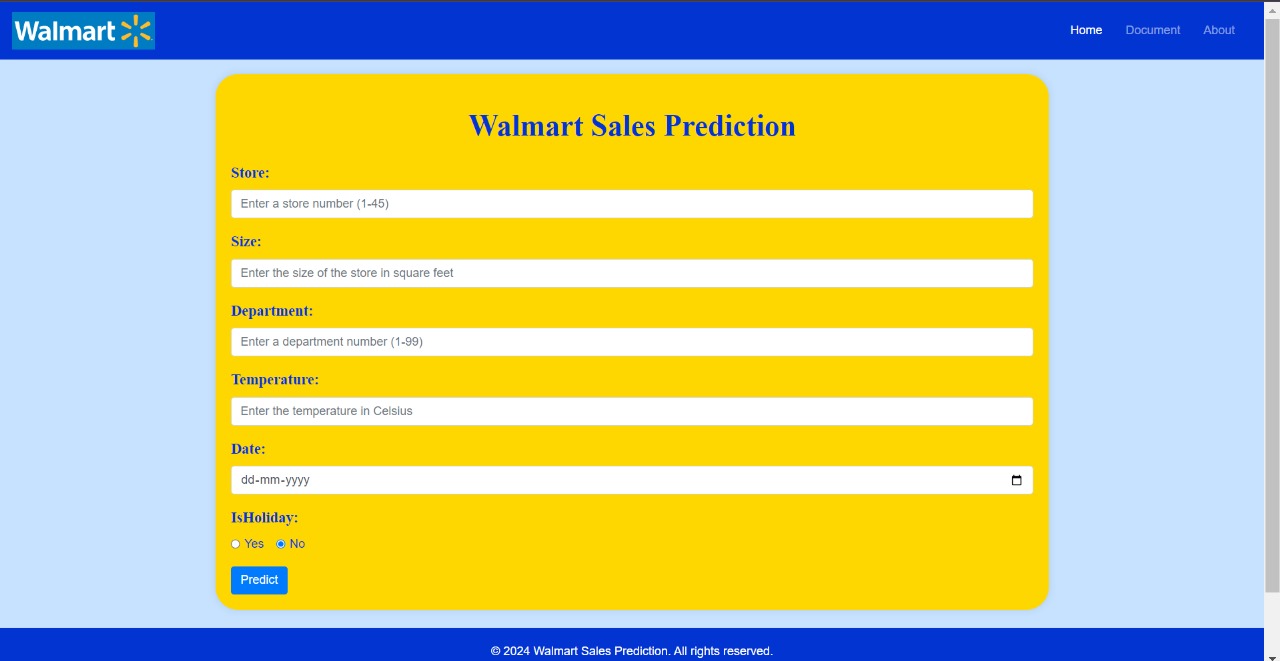 Walmart
Home Document About
Walmart Sales Prediction
Store:
Enter a store number (1-45)
Size:
Enter the size of the store in square feet
Department:
Enter a department number (1-99)
Temperature:
Enter the temperature in Celsius
Date:
dd-mm-yyyy
IsHoliday:
Yes No
Predict
© 2024 Walmart Sales Prediction. All rights reserved.